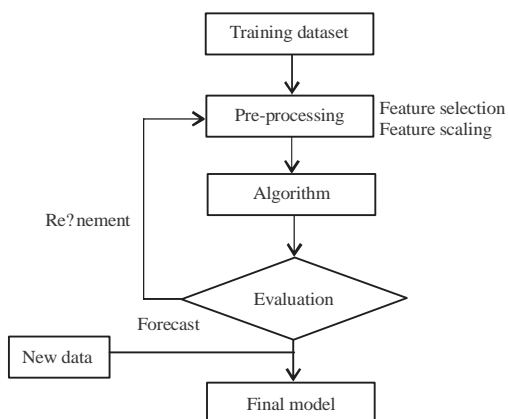 Training dataset
Pre-processing
Feature selection
Feature scaling
Algorithm
Re?nement
Evaluation
Forecast
New data
Final model